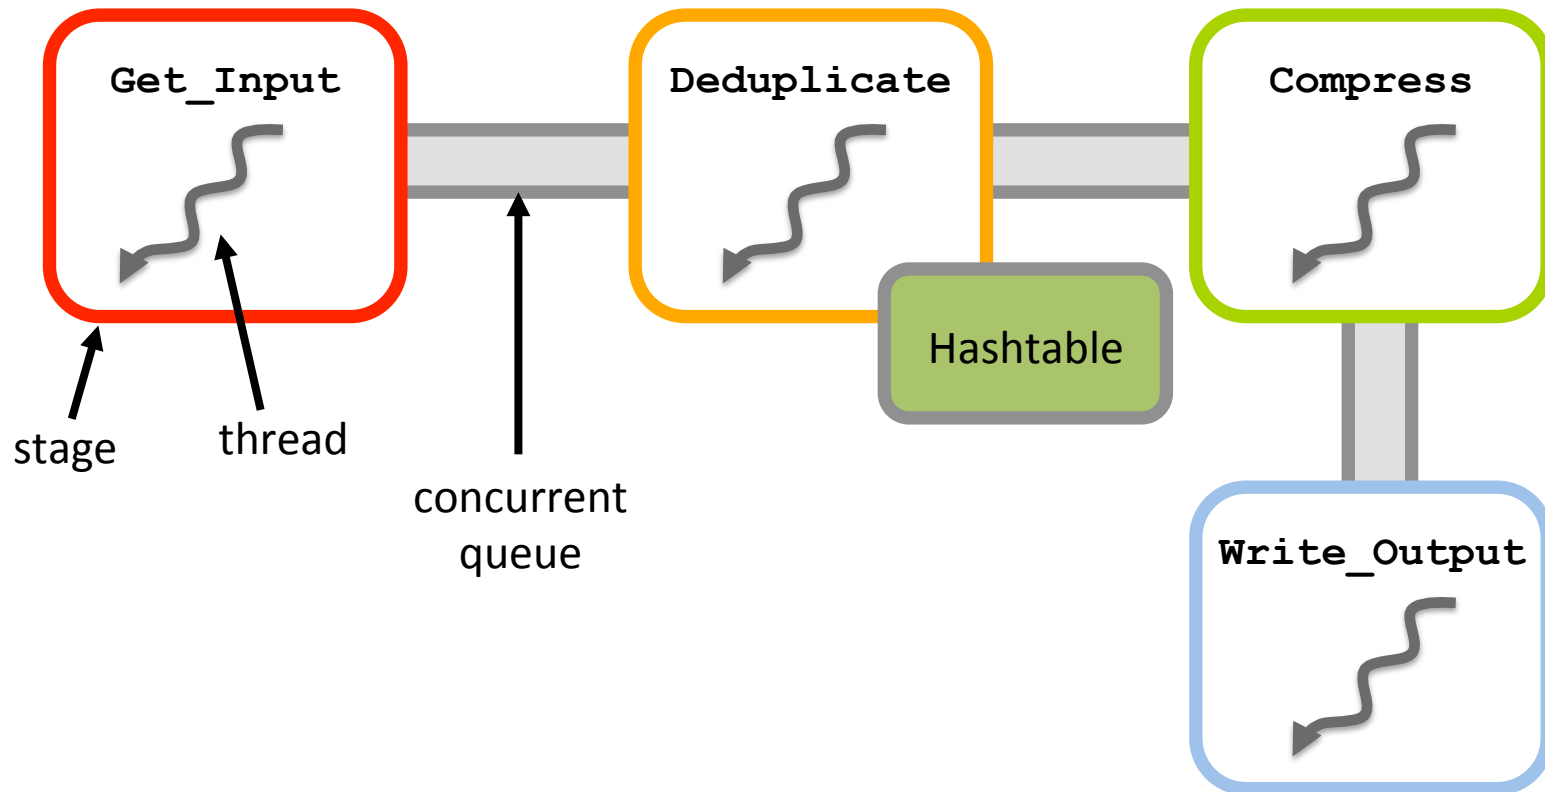 Get_Input
Deduplicate
Compress
Hashtable
stage
thread
concurrent
queue
Write_Output